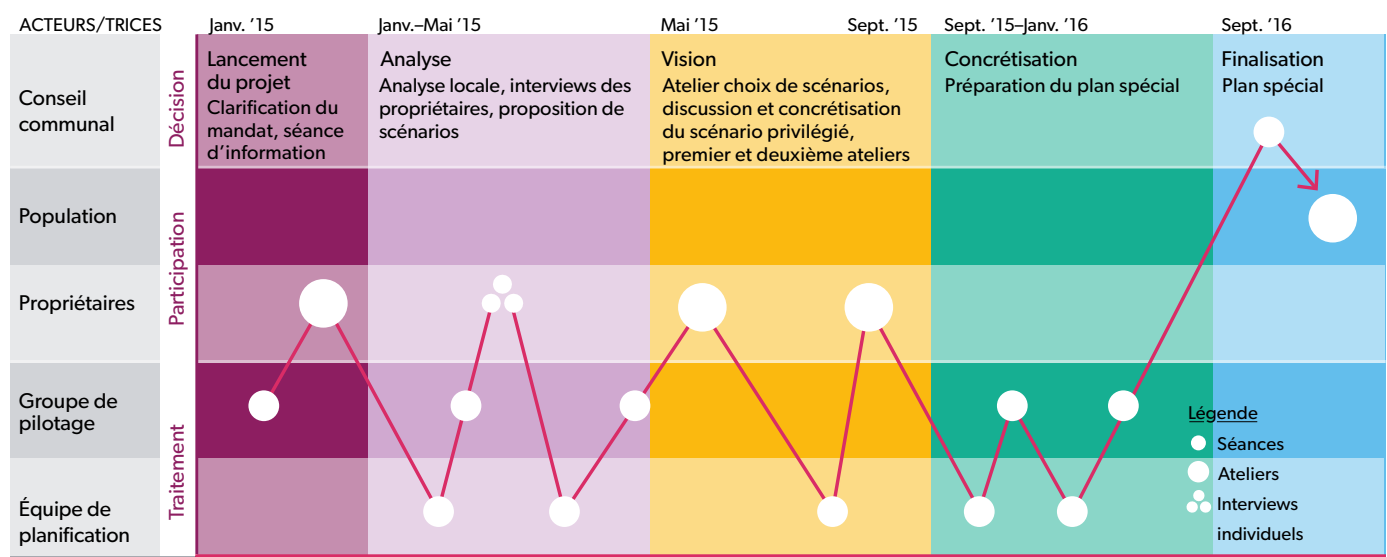 ACTEURS/TRICES
Janv. ’15
Janv.–Mai ’15
Mai ’15
Sept. ’15
Sept. ’15–Janv. ’16
Sept. ’16
Conseil
communal
Population
Propriétaires
Groupe de
pilotage
Équipe de
planification
Décision
Participation
Traitement
Lancement
du projet
Clarification du
mandat, séance
d’information
Analyse
Analyse locale, interviews des
propriétaires, proposition de
scénarios
Vision
Atelier choix de scénarios,
discussion et concrétisation
du scénario privilégié,
premier et deuxième ateliers
Concrétisation
Préparation du plan spécial
Finalisation
Plan spécial
Légende
Séances
Ateliers
Interviews
individuels